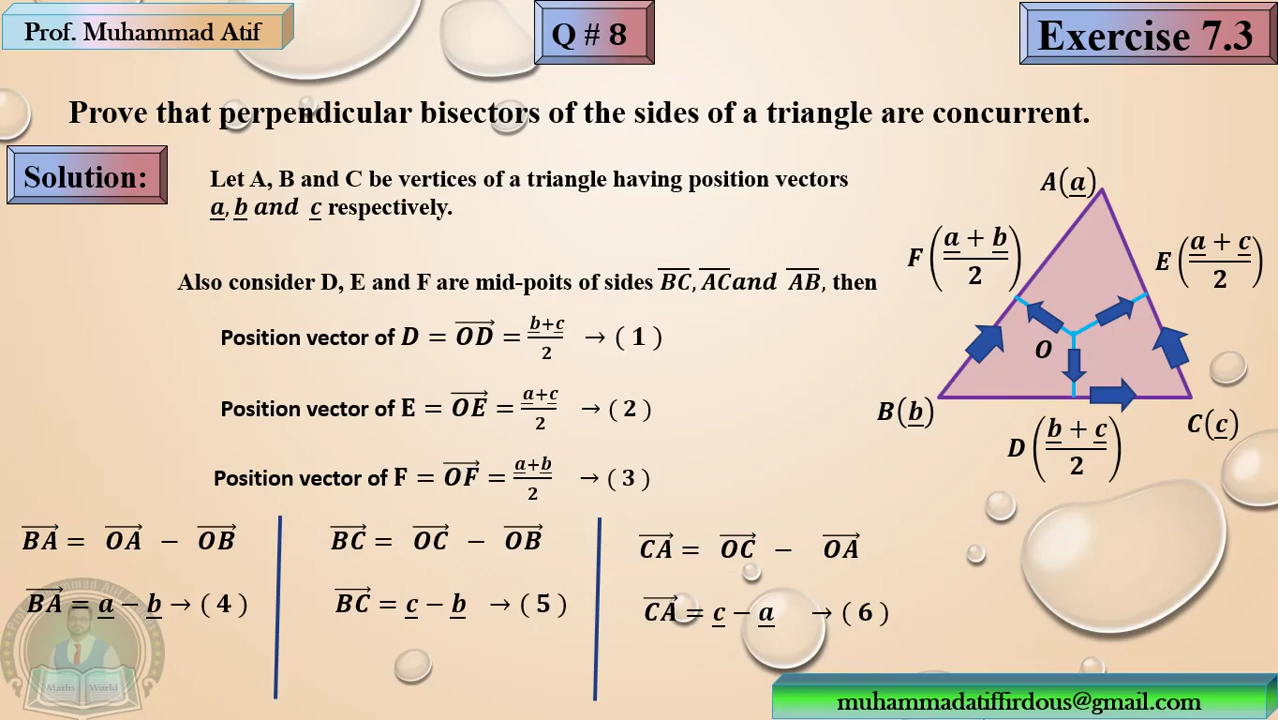 Prof. Muhammad Atif
Q # 8
Exercise 7.3
Prove that perpendicular bisectors of the sides of a triangle are concurrent.
Solution:
Let A, B and C be vertices of a triangle having position vectors
a, b and c respectively.
Also consider D, E and F are mid-poits of sides BC, AC and AB, then
Position vector of D = OD = b+c/2 → ( 1 )
Position vector of E = OE = a+c/2 → ( 2 )
Position vector of F = OF = a+b/2 → ( 3 )
A(a)
F (a + b/2)
E (a + c/2)
O
B(b)
C(c)
D (b + c/2)
BA = OA − OB
BA = a − b → ( 4 )
BC = OC − OB
BC = c − b → ( 5 )
CA = OC − OA
CA = c − a → ( 6 )
Maths World
muhammadatiffirdous@gmail.com